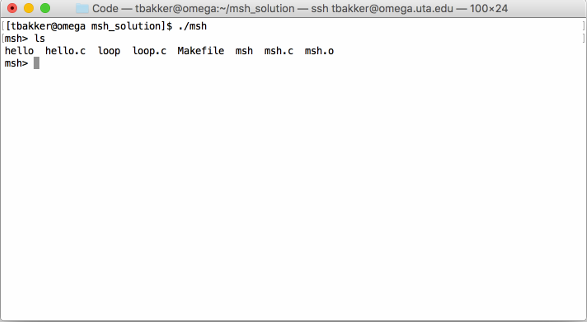 Code — tbakker@omega:~/msh_solution — ssh tbakker@omega.uta.edu — 100×24
[[tbakker@omega msh_solution]$ ./msh ]
[msh> ls ]
hello  hello.c  loop  loop.c  Makefile  msh  msh.c  msh.o
msh>